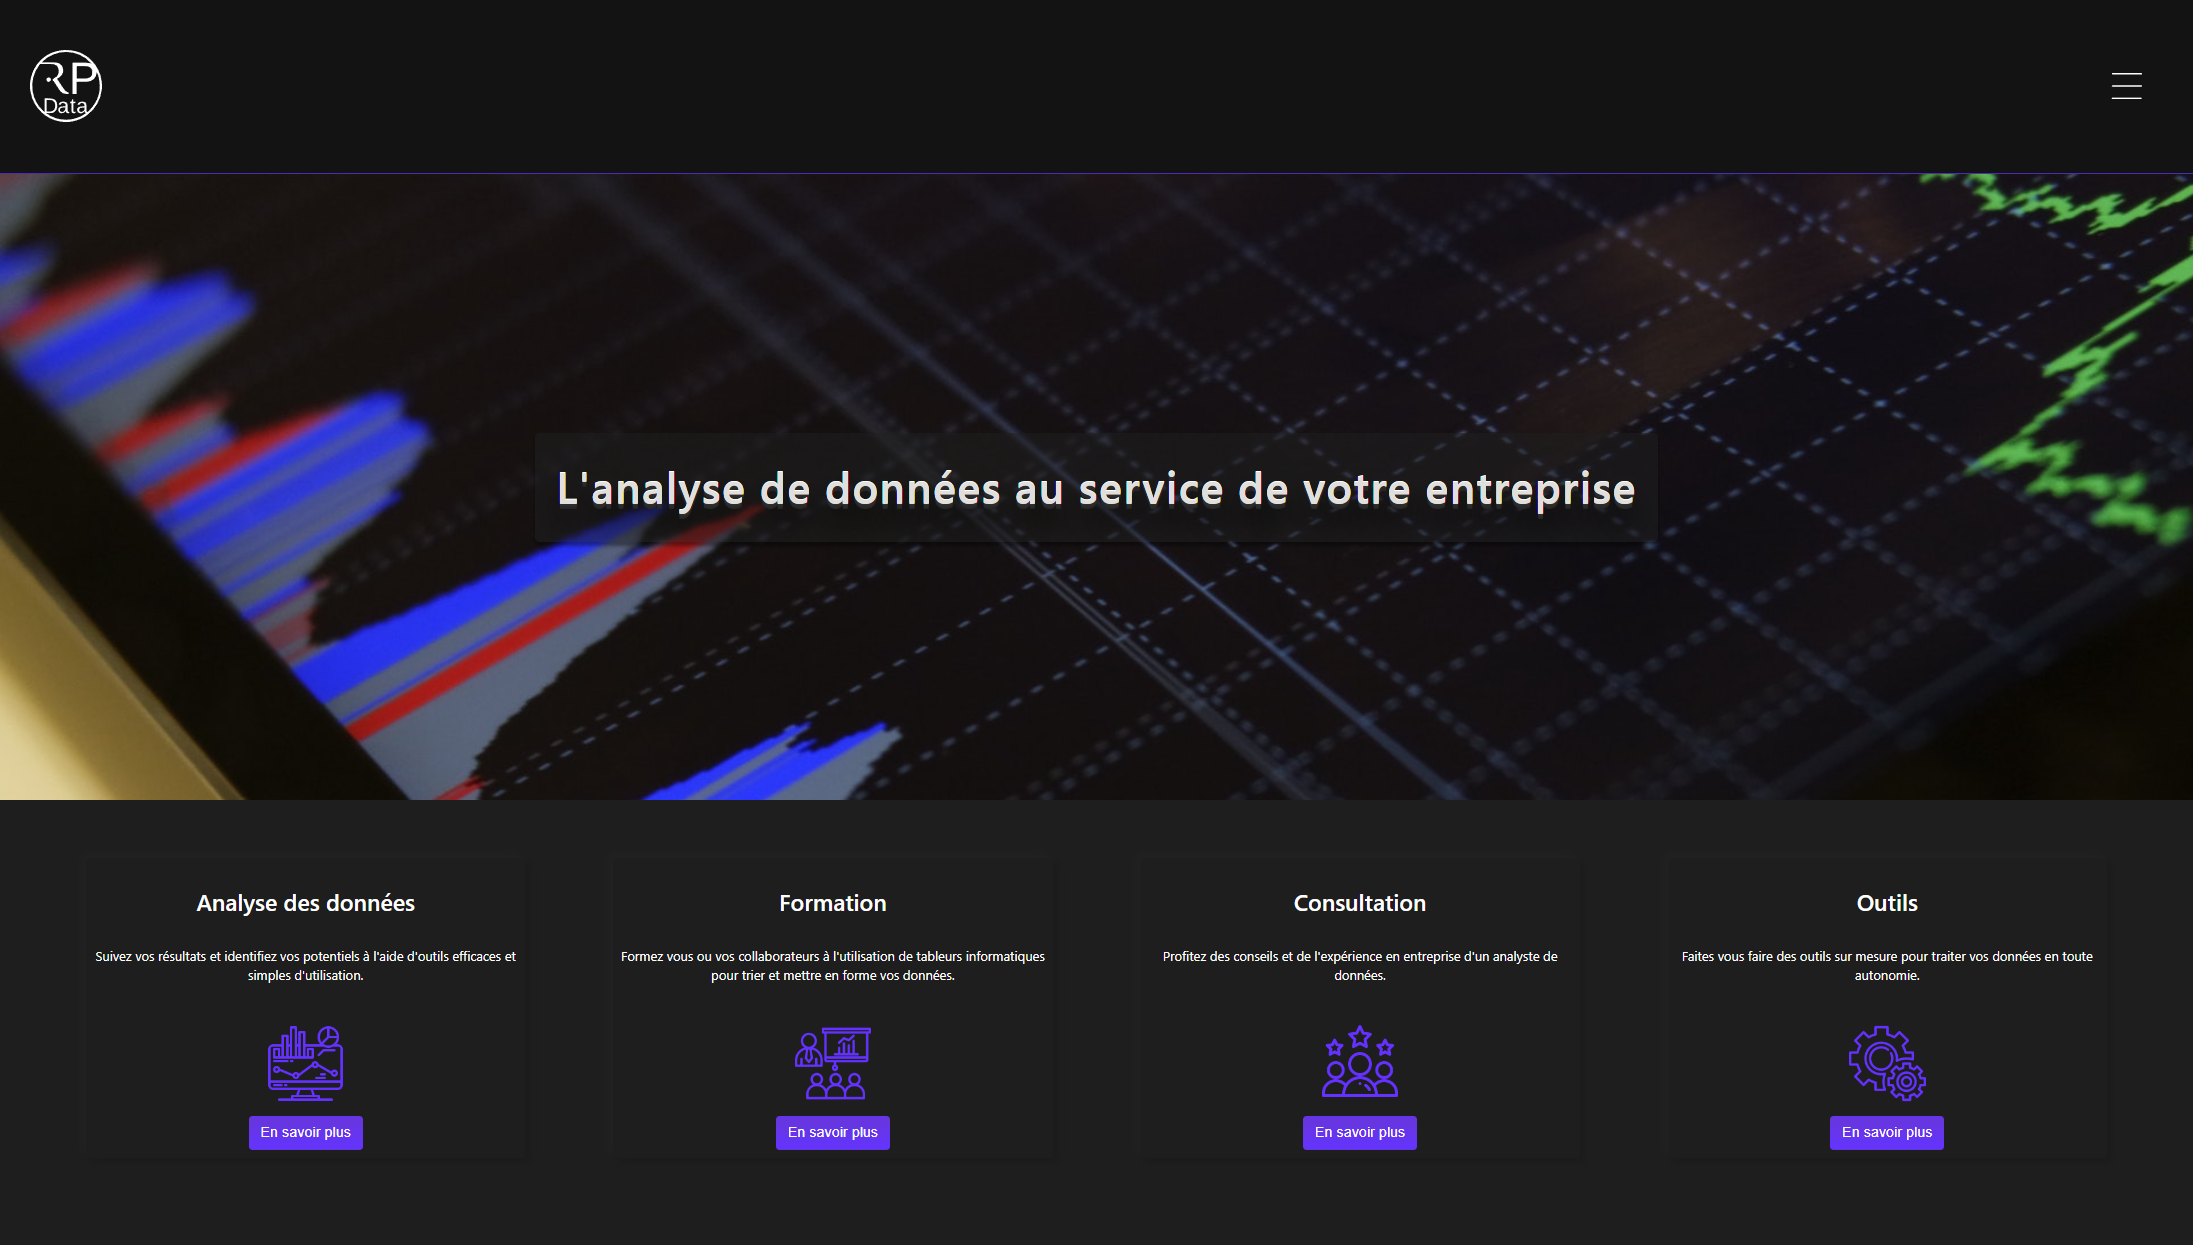 RP
Data
L'analyse de données au service de votre entreprise
Analyse des données
Suivez vos résultats et identifiez vos potentiels à l'aide d'outils efficaces et
simples d'utilisation.
En savoir plus
Formation
Formez vous ou vos collaborateurs à l'utilisation de tableurs informatiques
pour trier et mettre en forme vos données.
En savoir plus
Consultation
Profitez des conseils et de l'expérience en entreprise d'un analyste de
données.
En savoir plus
Outils
Faites vous faire des outils sur mesure pour traiter vos données en toute
autonomie.
En savoir plus